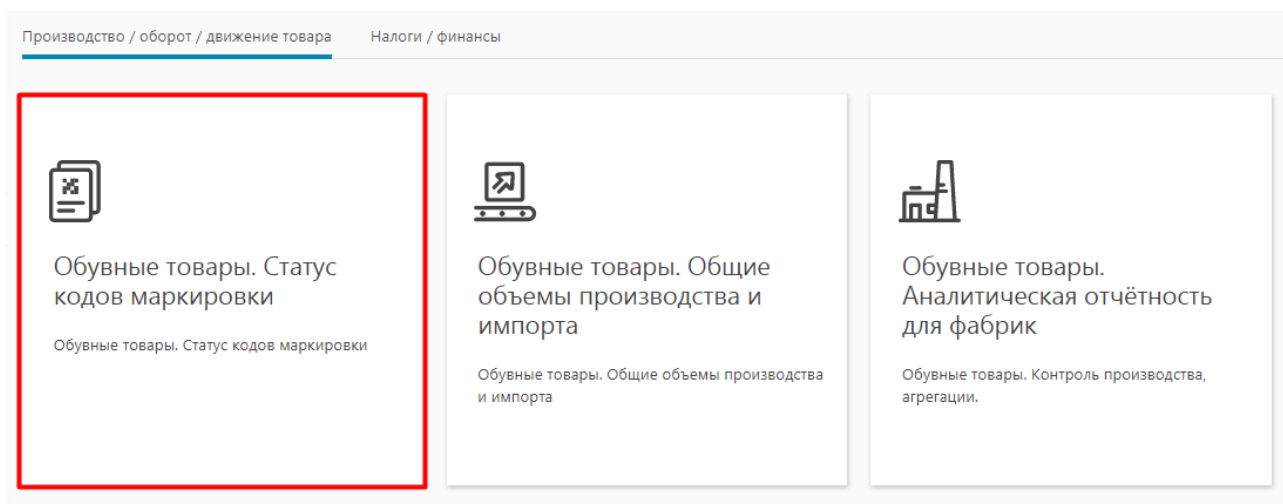 Производство / оборот / движение товара
Налоги / финансы
Обувные товары. Статус
кодов маркировки
Обувные товары. Статус кодов маркировки
Обувные товары. Общие
объемы производства и
импорта
Обувные товары. Общие объемы производства
и импорта
Обувные товары.
Аналитическая отчётность
для фабрик
Обувные товары. Контроль производства,
агрегации.